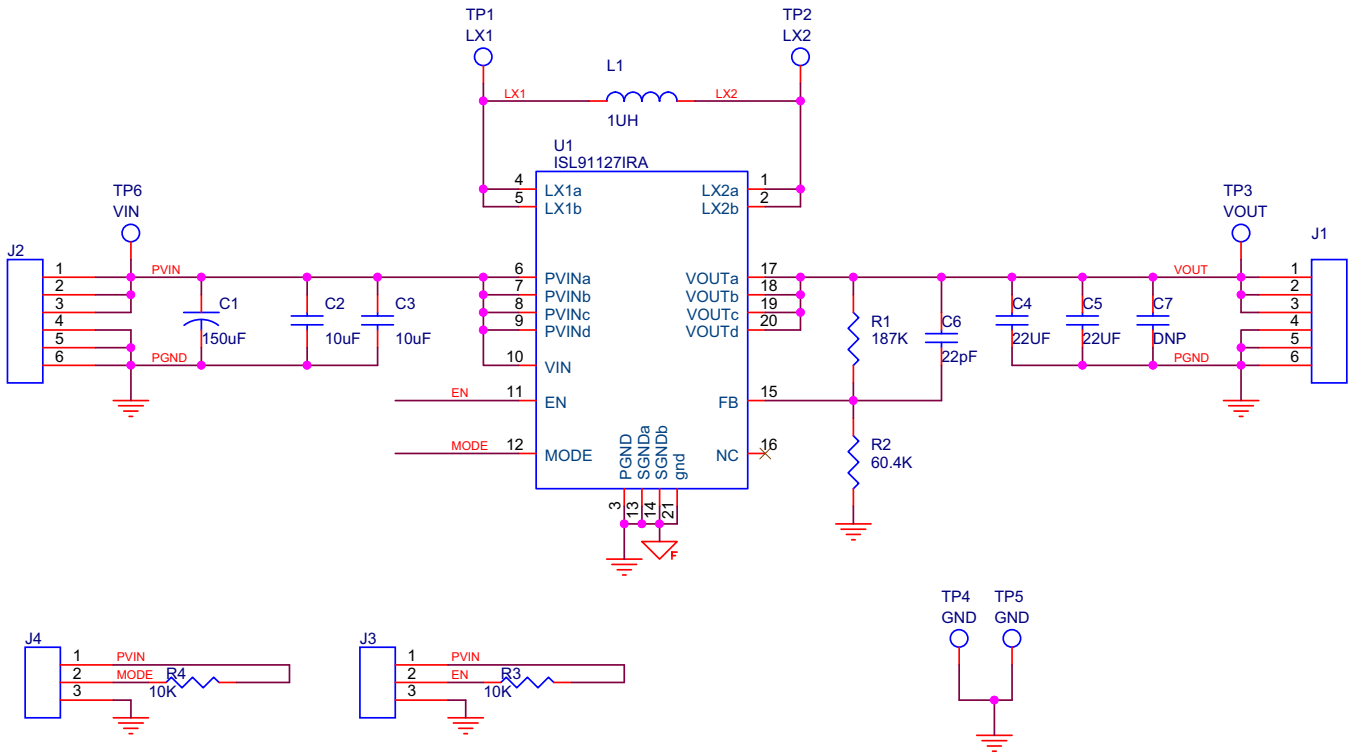 TP1
LX1
TP2
LX2
L1
LX1
LX2
1UH
U1
ISL91127IRA
4
LX1a
5
LX1b
1
LX2a
2
LX2b
TP6
VIN
TP3
VOUT
J2
J1
1
2
3
4
5
6
PVIN
PGND
C1
150uF
C2
10uF
C3
10uF
6
PVINa
7
PVINb
8
PVINc
9
PVINd
10
VIN
EN
11
EN
MODE
12
MODE
17
VOUTa
18
VOUTb
19
VOUTc
20
VOUTd
15
FB
16
NC
PGND
SGNDa
SGNDb
gnd
3
13
14
21
F
R1
187K
C6
22pF
R2
60.4K
C4
22UF
C5
22UF
C7
DNP
VOUT
PGND
1
2
3
4
5
6
J4
1
2
3
PVIN
MODE
R4
10K
J3
1
2
3
PVIN
EN
R3
10K
TP4
GND
TP5
GND